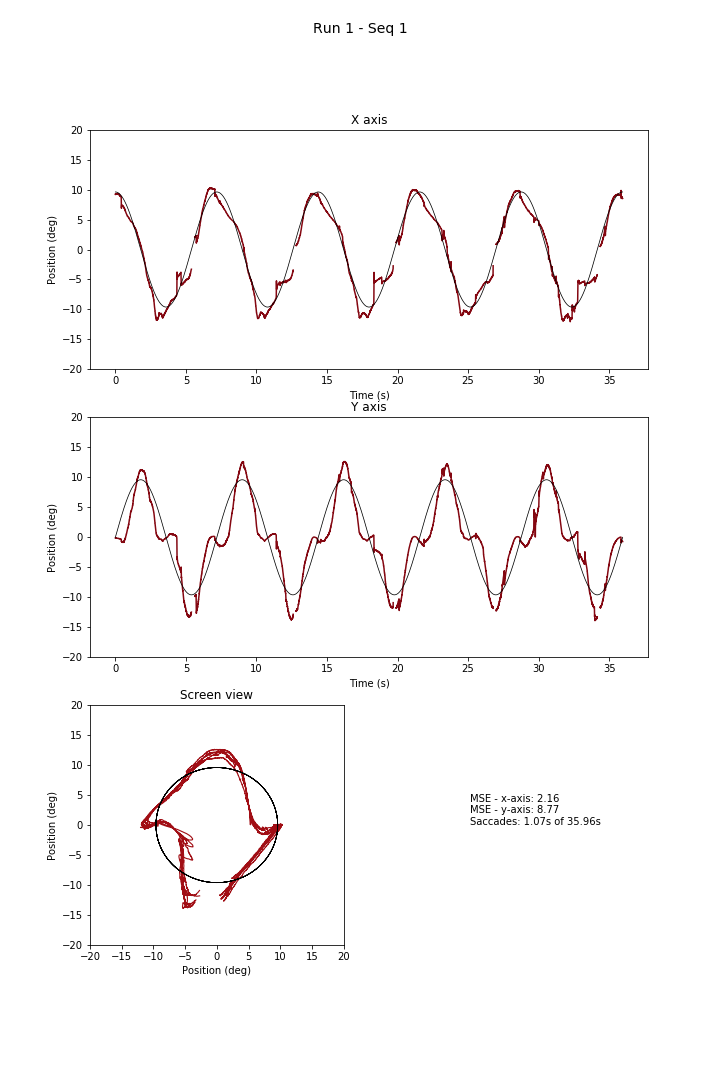 Run 1 - Seq 1
X axis
20
15
10
5
0
−5
−10
−15
−20
Position (deg)
0 5 10 15 20 25 30 35
Time (s)
Y axis
20
15
10
5
0
−5
−10
−15
−20
Position (deg)
0 5 10 15 20 25 30 35
Time (s)
Screen view
20
15
10
5
0
−5
−10
−15
−20
Position (deg)
−20 −15 −10 −5 0 5 10 15 20
Position (deg)
MSE - x-axis: 2.16
MSE - y-axis: 8.77
Saccades: 1.07s of 35.96s